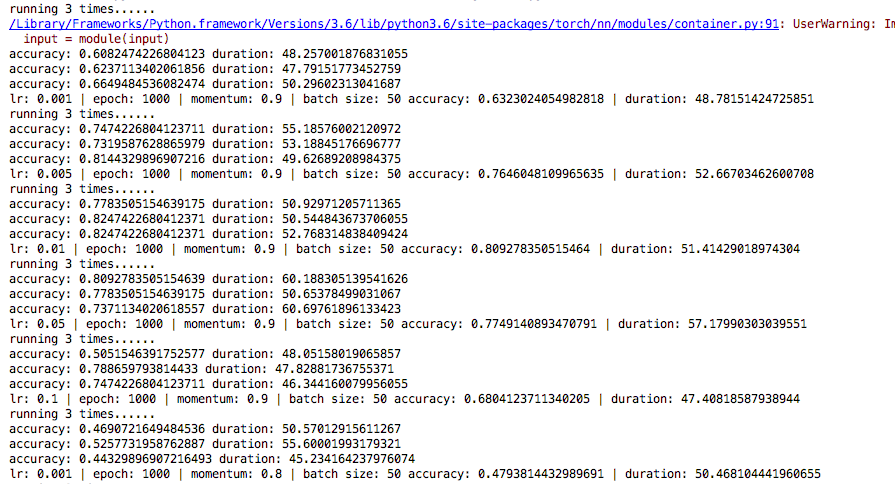 running 3 times......
/Library/Frameworks/Python.framework/Versions/3.6/lib/python3.6/site-packages/torch/nn/modules/container.py:91: UserWarning:
  input = module(input)
accuracy: 0.6082474226804123 duration: 48.257001876831055
accuracy: 0.6237113402061856 duration: 47.79151773452759
accuracy: 0.6649484536082474 duration: 50.29602313041687
lr: 0.001 | epoch: 1000 | momentum: 0.9 | batch size: 50 accuracy: 0.6323024054982818 | duration: 48.78151424725851
running 3 times......
accuracy: 0.7474226804123711 duration: 55.18576002120972
accuracy: 0.7319587628865979 duration: 53.18845176696777
accuracy: 0.8144329896907216 duration: 49.62689208984375
lr: 0.005 | epoch: 1000 | momentum: 0.9 | batch size: 50 accuracy: 0.7646048109965635 | duration: 52.66703462600708
running 3 times......
accuracy: 0.7783505154639175 duration: 50.92971205711365
accuracy: 0.8247422680412371 duration: 50.544843673706055
accuracy: 0.8247422680412371 duration: 52.768314838409424
lr: 0.01 | epoch: 1000 | momentum: 0.9 | batch size: 50 accuracy: 0.809278350515464 | duration: 51.41429018974304
running 3 times......
accuracy: 0.8092783505154639 duration: 60.188305139541626
accuracy: 0.7783505154639175 duration: 50.65378499031067
accuracy: 0.7371134020618557 duration: 60.69761896133423
lr: 0.05 | epoch: 1000 | momentum: 0.9 | batch size: 50 accuracy: 0.7749140893470791 | duration: 57.17990303039551
running 3 times......
accuracy: 0.5051546391752577 duration: 48.05158019065857
accuracy: 0.788659793814433 duration: 47.82881736755371
accuracy: 0.7474226804123711 duration: 46.344160079956055
lr: 0.1 | epoch: 1000 | momentum: 0.9 | batch size: 50 accuracy: 0.6804123711340205 | duration: 47.40818587938944
running 3 times......
accuracy: 0.4690721649484536 duration: 50.57012915611267
accuracy: 0.5257731958762887 duration: 55.60001993179321
accuracy: 0.44329896907216493 duration: 45.234164237976074
lr: 0.001 | epoch: 1000 | momentum: 0.8 | batch size: 50 accuracy: 0.4793814432989691 | duration: 50.468104441960655